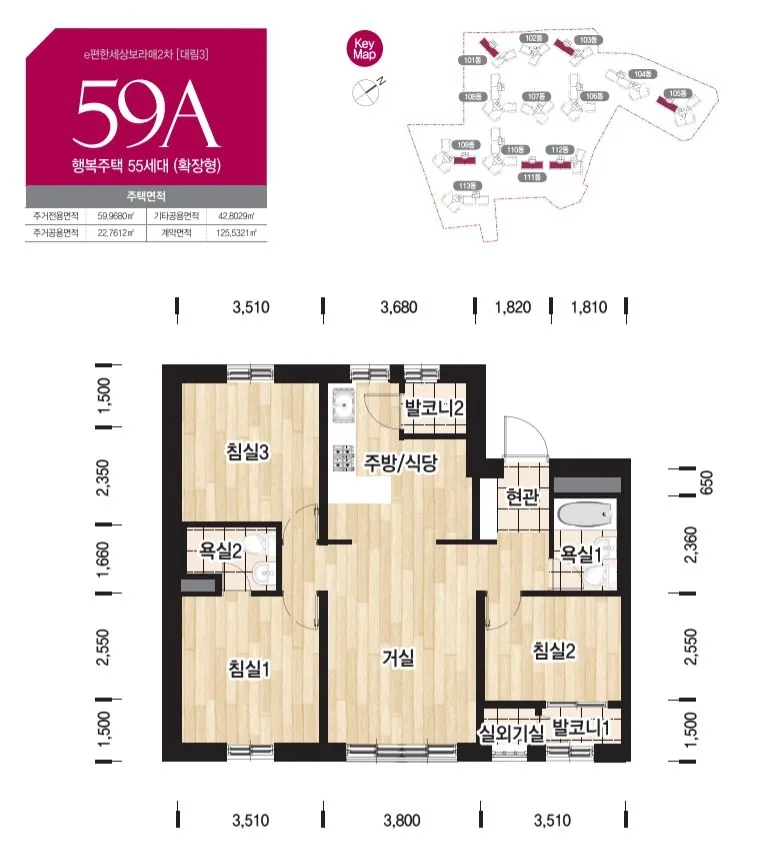 e편한세상보라매2차 [대림3]
59A
행복주택 55세대 (확장형)
주택면적
주거전용면적 59.9680㎡ 기타공용면적 42.8029㎡
주거공용면적 22.7612㎡ 계약면적 125.5321㎡
Key
Map
N
101동
102동
103동
104동
105동
106동
107동
108동
109동
110동
111동
112동
113동
3,510 3,680 1,820 1,810
1,500
2,350
1,660
2,550
1,500
650
2,360
2,550
1,500
발코니2
침실3
주방/식당
현관
욕실2
욕실1
침실1
거실
침실2
실외기실
발코니1
3,510 3,800 3,510